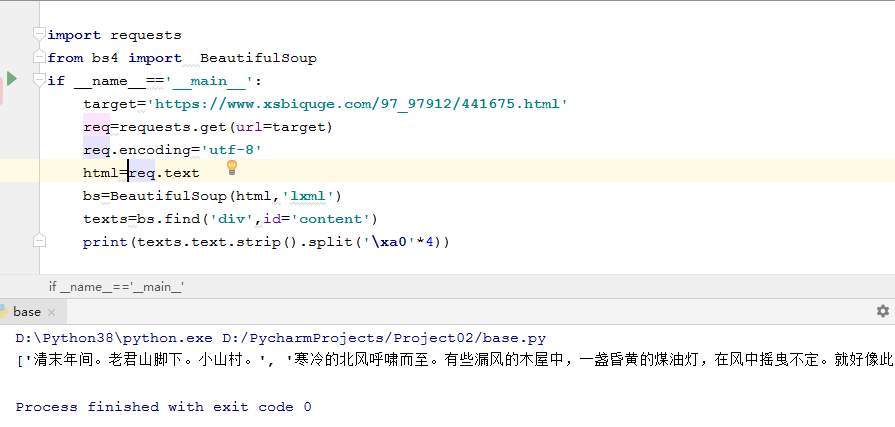 import requests
from bs4 import BeautifulSoup
if __name__=='__main__':
target='https://www.xsbiquge.com/97_97912/441675.html'
req=requests.get(url=target)
req.encoding='utf-8'
html=req.text
bs=BeautifulSoup(html,'lxml')
texts=bs.find('div',id='content')
print(texts.text.strip().split('\xa0'*4))
if __name__=='__main__'
base
D:\Python38\python.exe D:/PycharmProjects/Project02/base.py
['清末年间。老君山脚下。小山村。', '寒冷的北风呼啸而至。有些漏风的木屋中，一盏昏黄的煤油灯，在风中摇曳不定。就好像此
Process finished with exit code 0